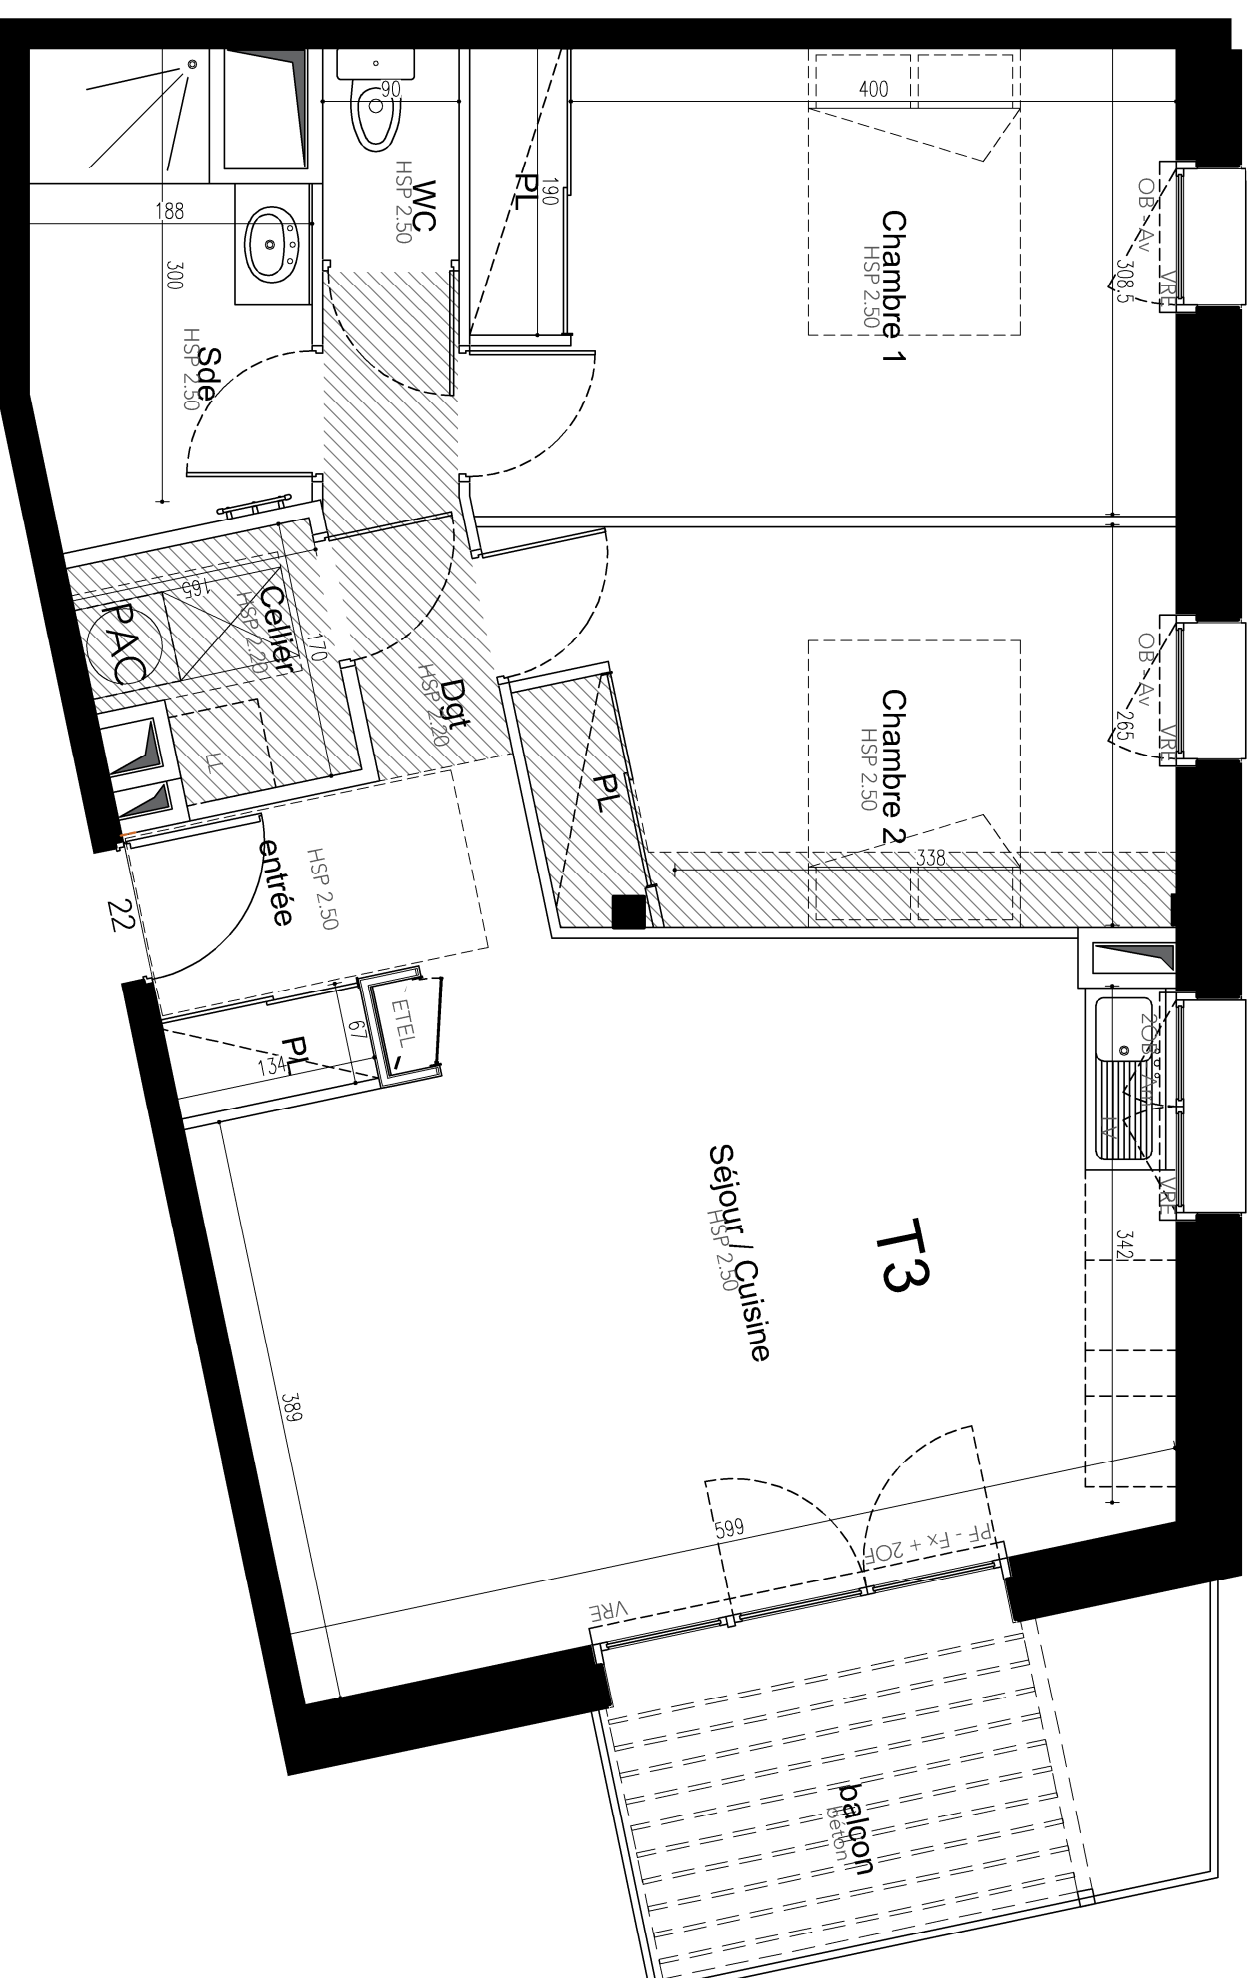 90
WC
HSP 2.50
PL
190
400
Chambre 1
HSP 2.50
OB - Av
VRE
308.5
188
300
Sde
HSP 2.50
165
Cellier
HSP 2.20
170
PAC
LL
Dgt
HSP 2.20
PL
Chambre 2
HSP 2.50
OB - Av
VRE
265
338
entrée
HSP 2.50
22
ETEL
67
PL
134
LV
VRE
342
Séjour / Cuisine
HSP 2.50
T3
389
599
PF - Fx + 2OF
VRE
balcon
béton